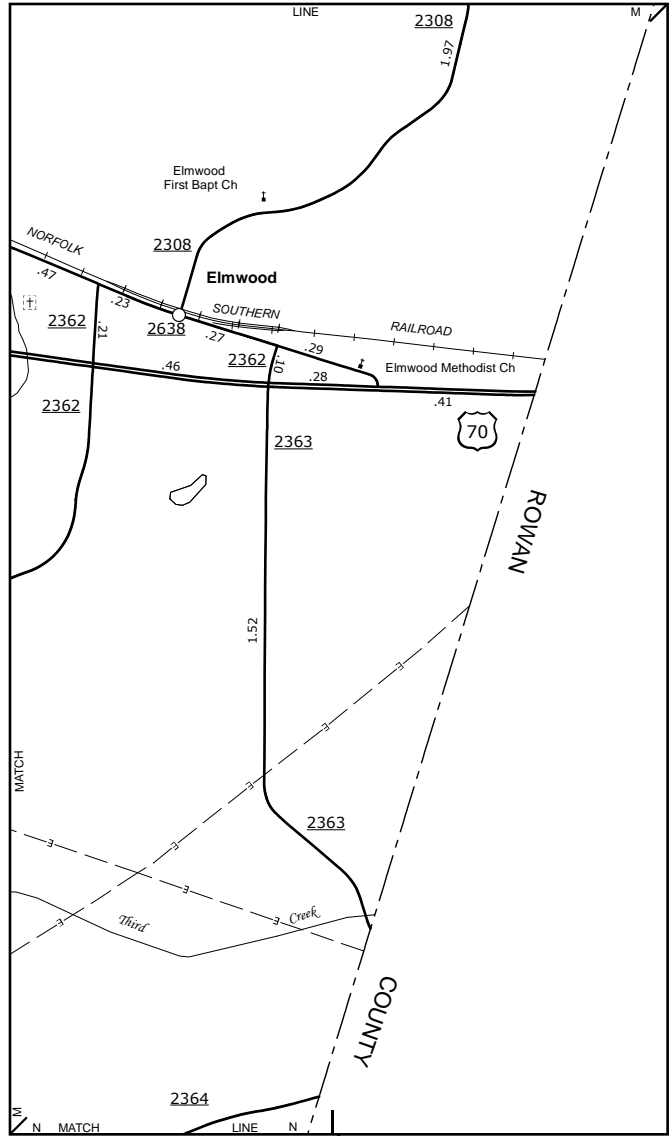 LINE
M
2308
1.97
Elmwood
First Bapt Ch
2308
NORFOLK
Elmwood
.47
.23
SOUTHERN
2362
.21
2638
.27
RAILROAD
2362
.29
.10
Elmwood Methodist Ch
.46
.28
.41
2362
70
2363
ROWAN
1.52
E
E
E
MATCH
2363
E
E
E
E
E
Third
Creek
COUNTY
2364
M
N
MATCH
LINE
N